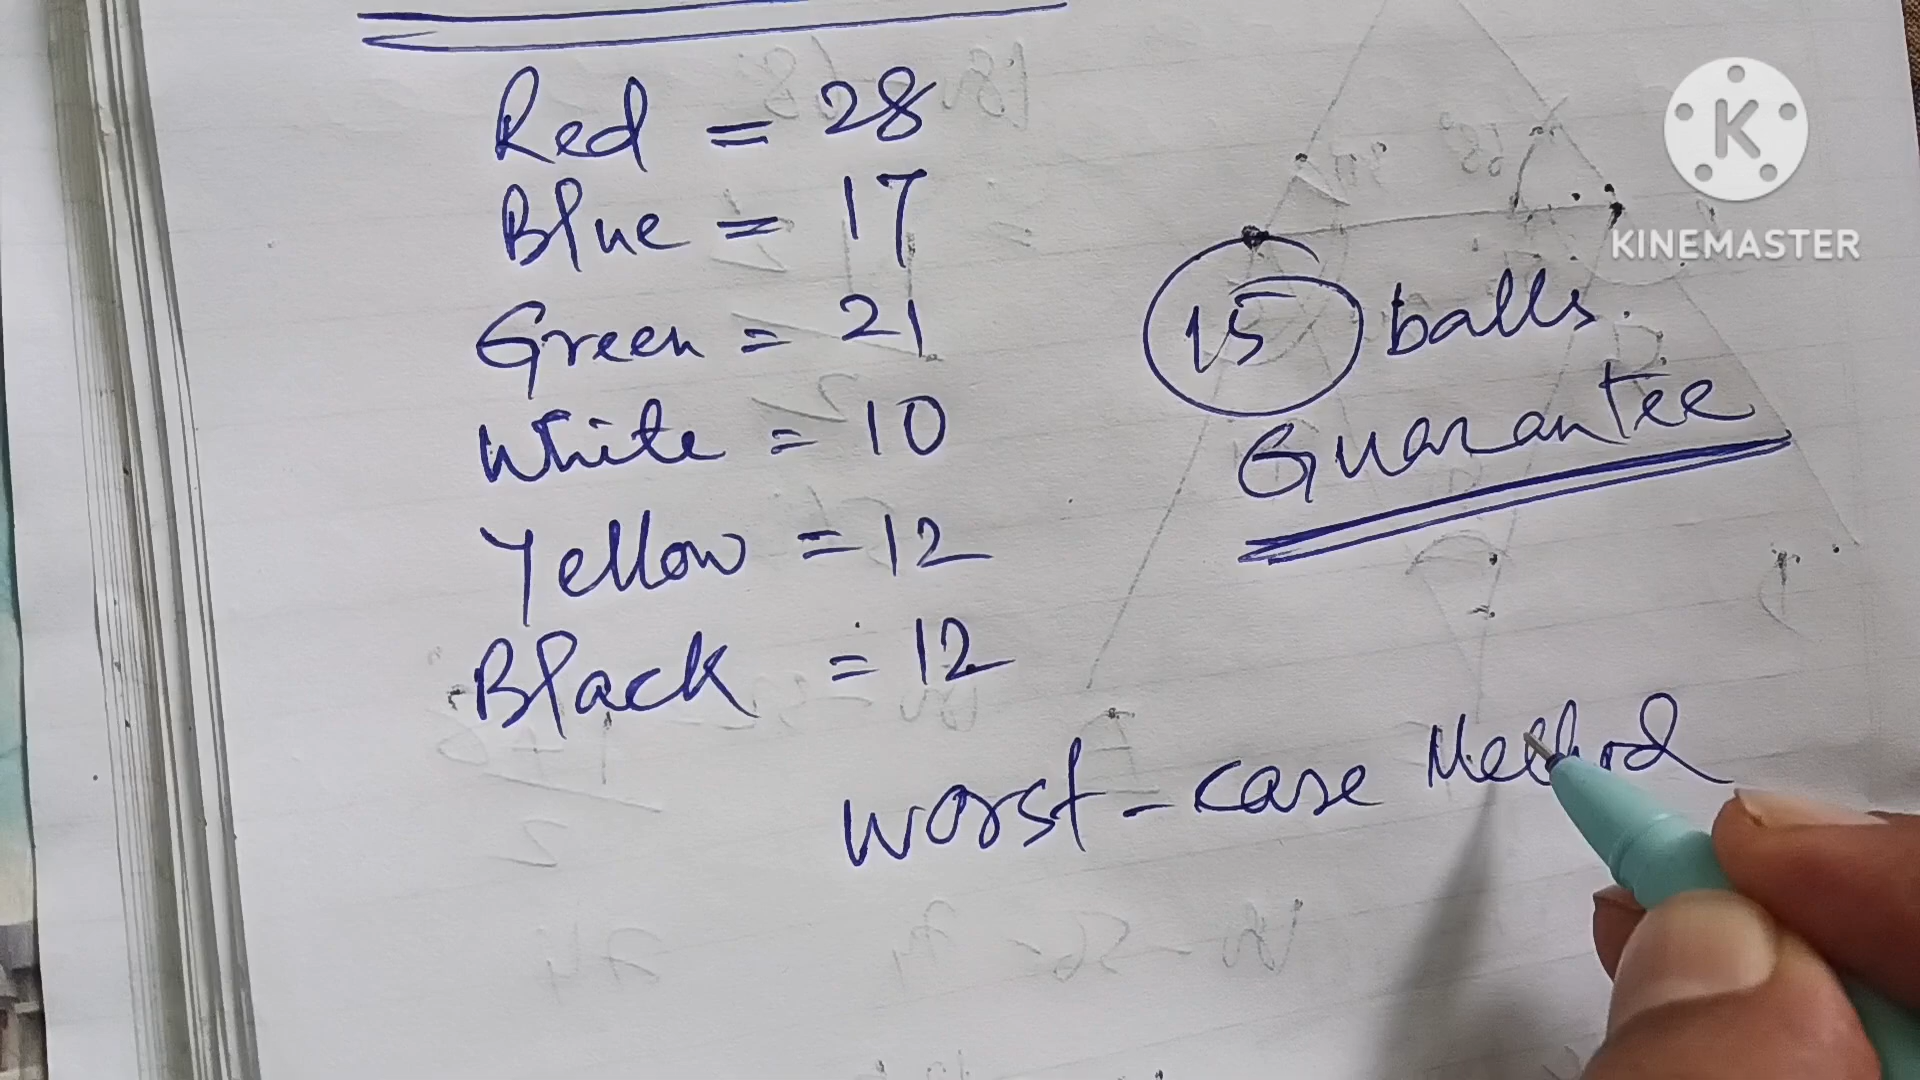 Red = 28
Blue = 17
Green = 21
White = 10
Yellow = 12
Black = 12
15 balls.
Guarantee
worst-case Method
K
KINEMASTER